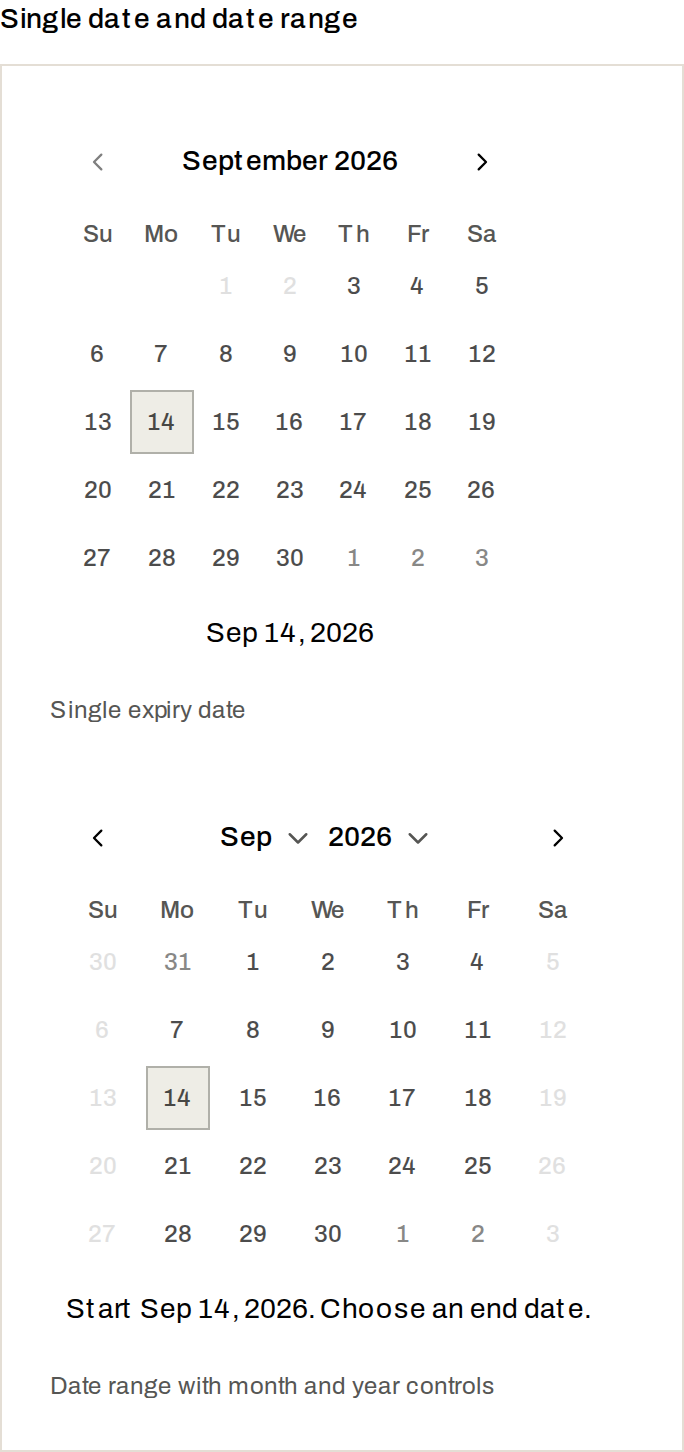 Single date and date range
September 2026
Su Mo Tu We Th Fr Sa
1 2 3 4 5
6 7 8 9 10 11 12
13 14 15 16 17 18 19
20 21 22 23 24 25 26
27 28 29 30 1 2 3
Sep 14, 2026
Single expiry date
Sep 2026
Su Mo Tu We Th Fr Sa
30 31 1 2 3 4 5
6 7 8 9 10 11 12
13 14 15 16 17 18 19
20 21 22 23 24 25 26
27 28 29 30 1 2 3
Start Sep 14, 2026. Choose an end date.
Date range with month and year controls